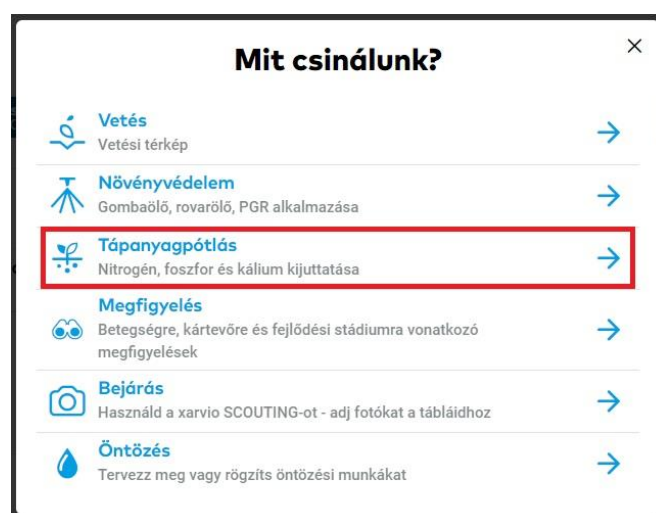 Mit csinálunk?
Vetés
Vetési térkép
Növényvédelem
Gombaölő, rovarölő, PGR alkalmazása
Tápanyagpótlás
Nitrogén, foszfor és kálium kijuttatása
Megfigyelés
Betegségre, kártevőre és fejlődési stádiumra vonatkozó
megfigyelések
Bejárás
Használd a xarvio SCOUTING-ot - adj fotókat a tábláidhoz
Öntözés
Tervezz meg vagy rögzíts öntözési munkákat